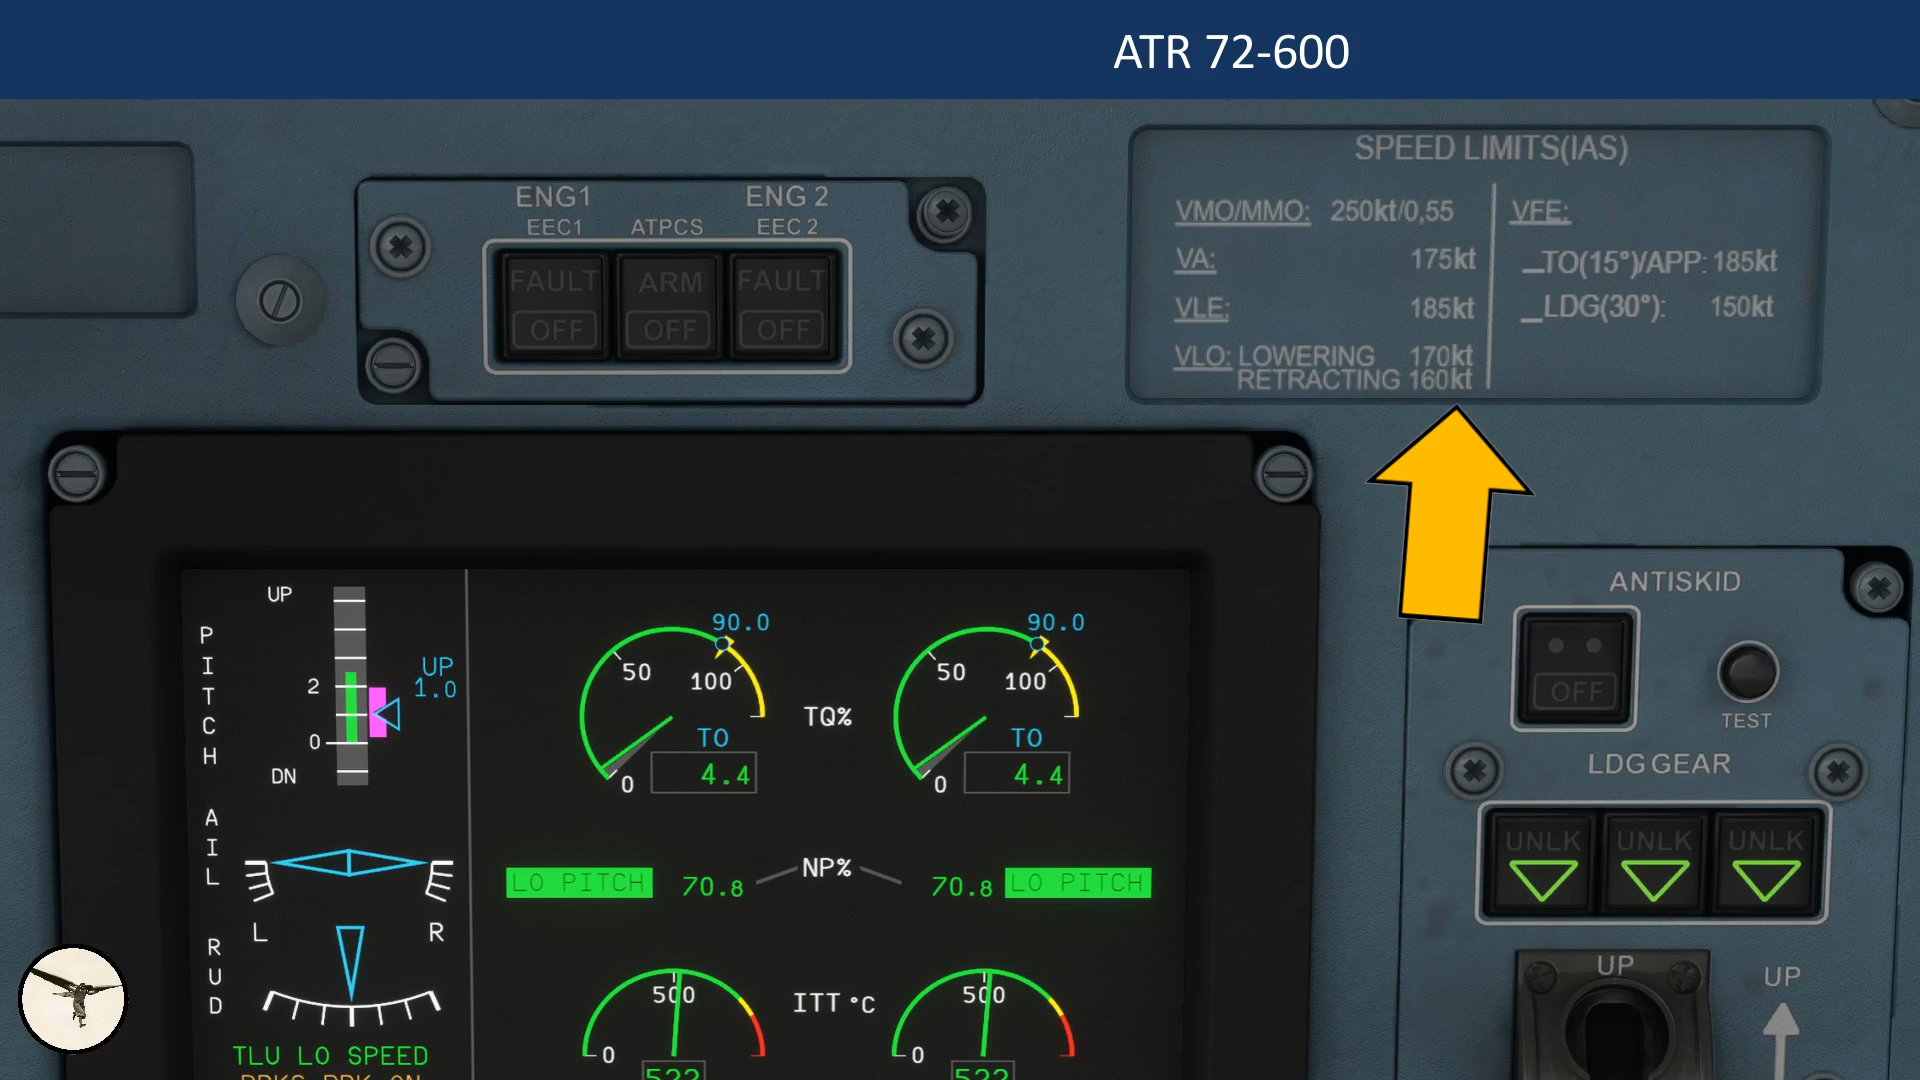 ATR 72-600
SPEED LIMITS(IAS)
VMO/MMO: 250kt/0,55
VA: 175kt
VLE: 185kt
VLO: LOWERING 170kt
RETRACTING 160kt
VFE:
_TO(15°)/APP: 185kt
_LDG(30°): 150kt
ENG1 ENG 2
EEC1 ATPCS EEC 2
FAULT ARM FAULT
OFF OFF OFF
PITCH
UP
2
0
DN
UP
1.0
AIL
L R
RUD
TLU LO SPEED
90.0 90.0
50 100 50 100
TQ%
TO TO
0 4.4 0 4.4
NP%
LO PITCH 70.8 70.8 LO PITCH
500 ITT °C 500
0 0
522 522
ANTISKID
OFF
TEST
LDG GEAR
UNLK UNLK UNLK
UP UP